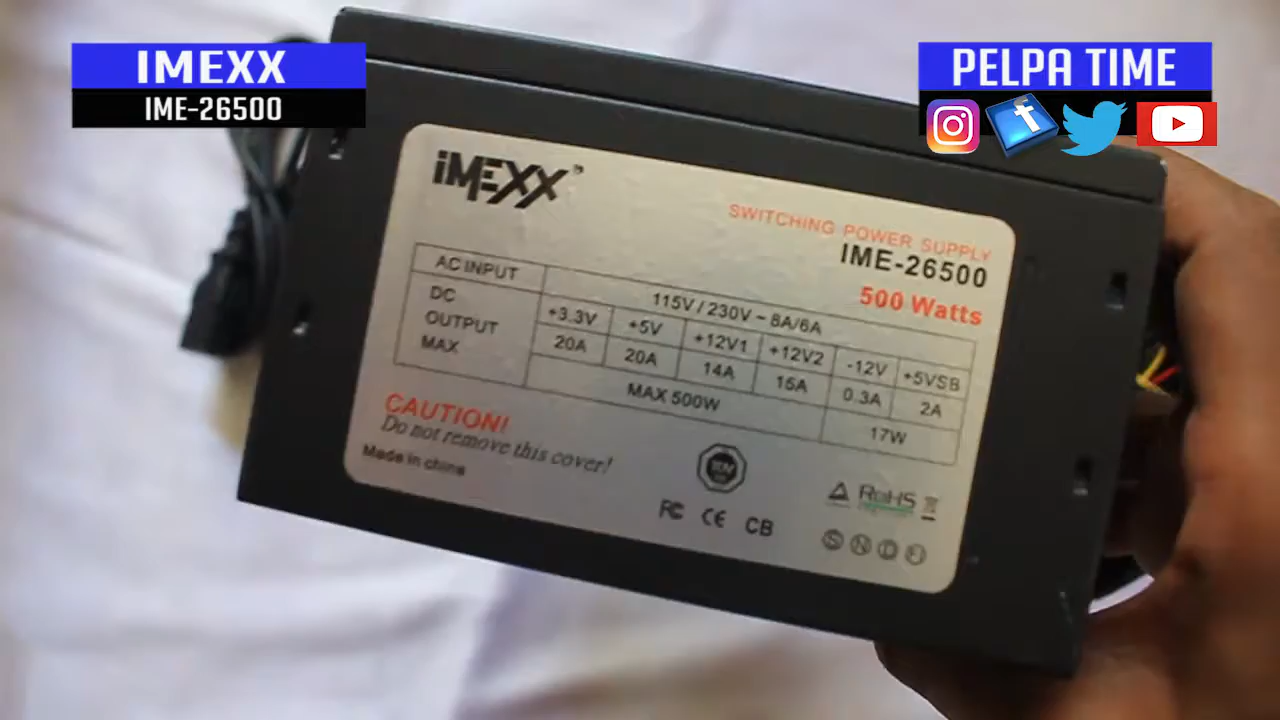 IMEXX
IME-26500
PELPA TIME
iMEXX™
SWITCHING POWER SUPPLY
IME-26500
500 Watts
AC INPUT 115V / 230V ~ 8A/6A
DC OUTPUT MAX +3.3V +5V +12V1 +12V2 -12V +5VSB
20A 20A 14A 16A 0.3A 2A
MAX 500W 17W
CAUTION!
Do not remove this cover!
Made in china
FC CE CB
RoHS
S N D FI